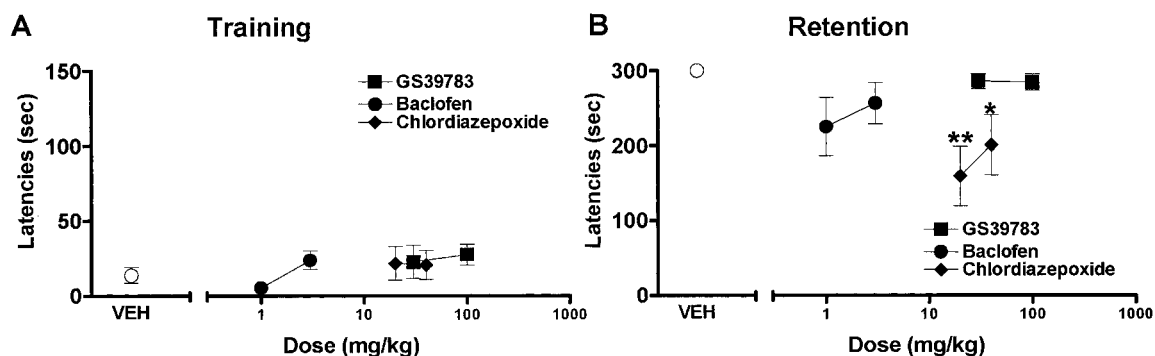 A
Training
150
100
50
0
Latencies (sec)
GS39783
Baclofen
Chlordiazepoxide
VEH
1
10
100
1000
Dose (mg/kg)
B
Retention
300
200
100
0
Latencies (sec)
**
*
GS39783
Baclofen
Chlordiazepoxide
VEH
1
10
100
1000
Dose (mg/kg)